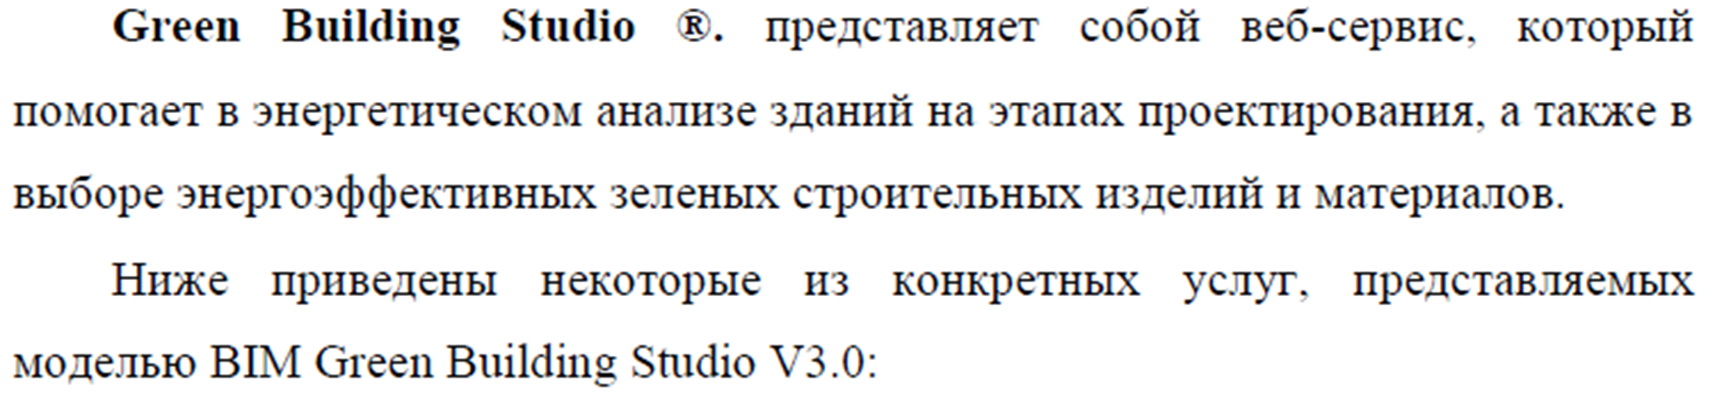 Green Building Studio ®. представляет собой веб-сервис, который
помогает в энергетическом анализе зданий на этапах проектирования, а также в
выборе энергоэффективных зеленых строительных изделий и материалов.
Ниже приведены некоторые из конкретных услуг, представляемых
моделью BIM Green Building Studio V3.0: